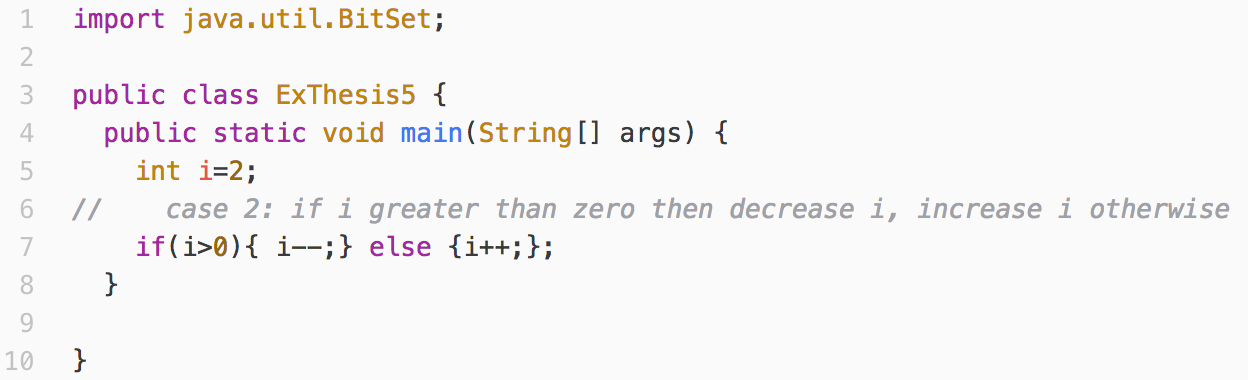 1 import java.util.BitSet;
2
3 public class ExThesis5 {
4   public static void main(String[] args) {
5     int i=2;
6 //    case 2: if i greater than zero then decrease i, increase i otherwise
7     if(i>0){ i--;} else {i++;};
8   }
9
10 }